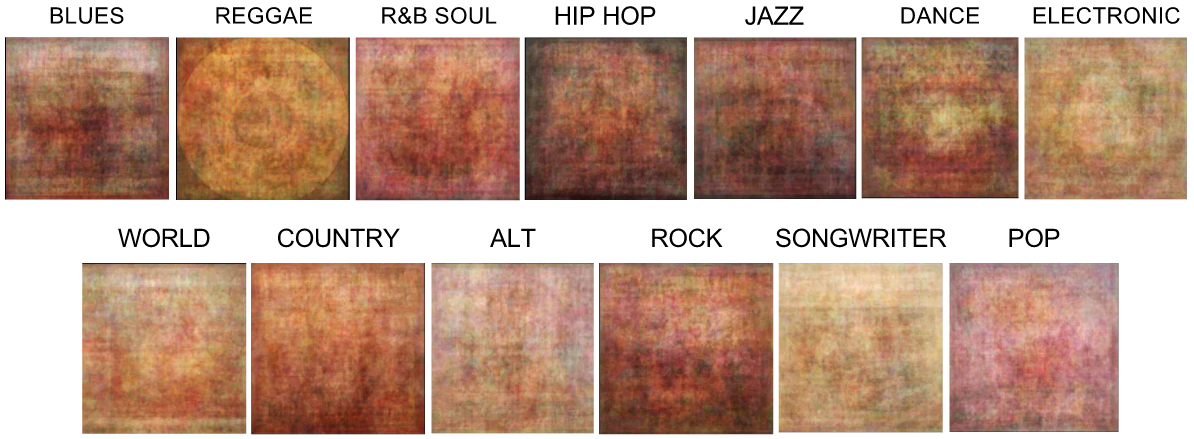 BLUES REGGAE R&B SOUL HIP HOP JAZZ DANCE ELECTRONIC
WORLD COUNTRY ALT ROCK SONGWRITER POP